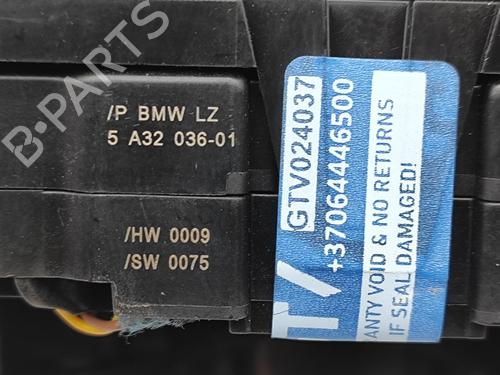 /P BMW LZ
5 A32 036-01
/HW 0009
/SW 0075
GTV024037
+37064446500
ANTY VOID & NO RETURNS
IF SEAL DAMAGED!
B-PARTS